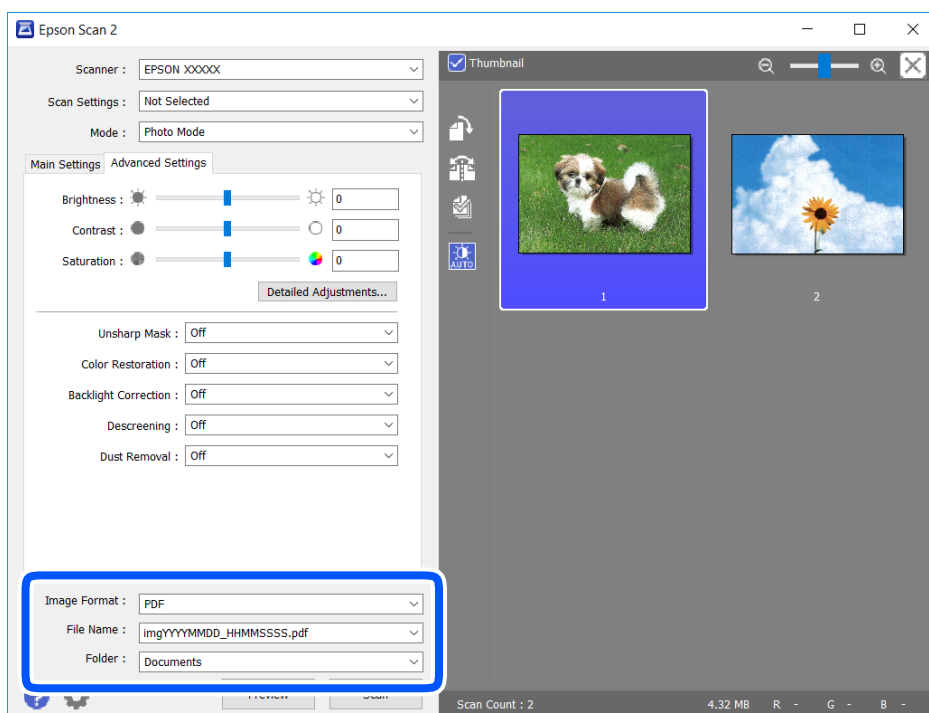 Epson Scan 2
Scanner : EPSON XXXXX
Scan Settings : Not Selected
Mode : Photo Mode
Main Settings Advanced Settings
Brightness : 0
Contrast : 0
Saturation : 0
Detailed Adjustments...
Unsharp Mask : Off
Color Restoration : Off
Backlight Correction : Off
Descreening : Off
Dust Removal : Off
Image Format : PDF
File Name : imgYYYYMMDD_HHMMSSSS.pdf
Folder : Documents
? Preview Scan
Thumbnail
AUTO
1 2
Scan Count : 2 4.32 MB R - G - B -